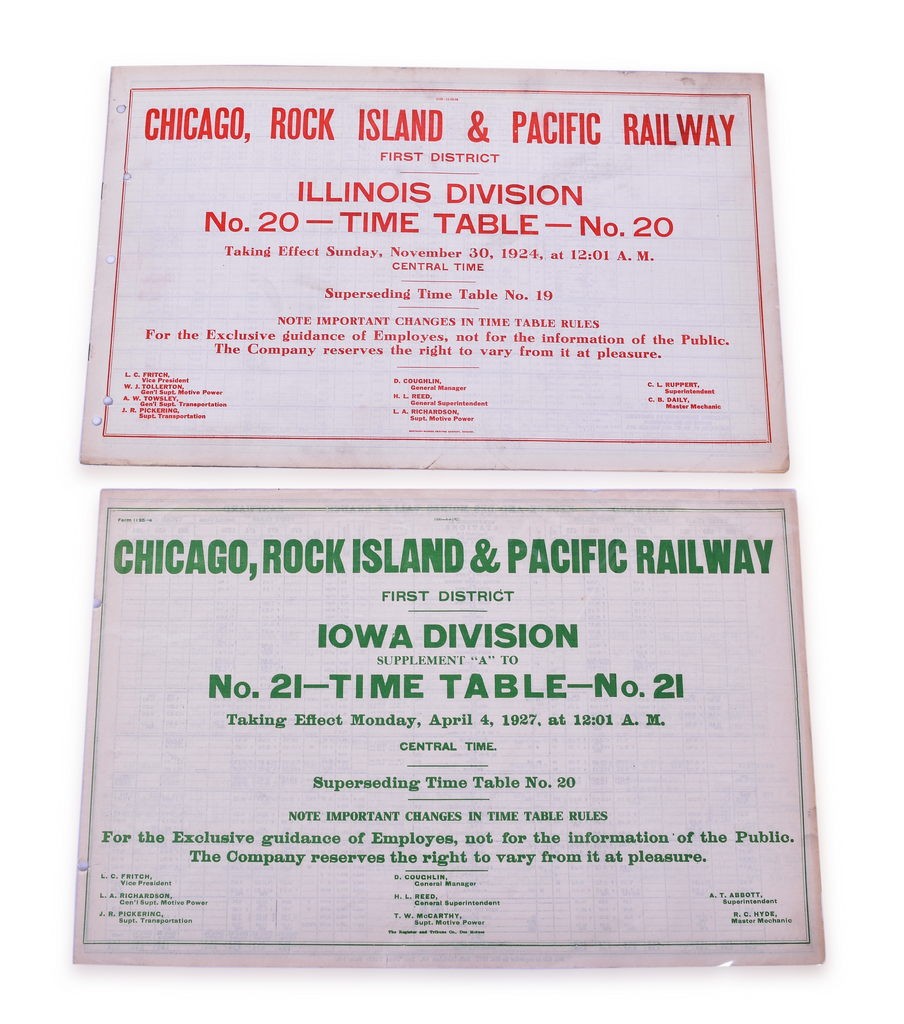 CHICAGO, ROCK ISLAND & PACIFIC RAILWAY
FIRST DISTRICT
ILLINOIS DIVISION
No. 20 — TIME TABLE — No. 20
Taking Effect Sunday, November 30, 1924, at 12:01 A. M.
CENTRAL TIME
Superseding Time Table No. 19
NOTE IMPORTANT CHANGES IN TIME TABLE RULES
For the Exclusive guidance of Employes, not for the information of the Public.
The Company reserves the right to vary from it at pleasure.
L. C. FRITCH,
Vice President
W. J. TOLLERTON,
Gen'l Supt. Motive Power
A. W. TOWSLEY,
Gen'l Supt. Transportation
J. R. PICKERING,
Supt. Transportation
D. COUGHLIN,
General Manager
H. L. REED,
General Superintendent
L. A. RICHARDSON,
Supt. Motive Power
C. L. RUPPERT,
Superintendent
C. B. DAILY,
Master Mechanic
Form 1185-4
CHICAGO, ROCK ISLAND & PACIFIC RAILWAY
FIRST DISTRICT
IOWA DIVISION
SUPPLEMENT "A" TO
No. 21—TIME TABLE—No. 21
Taking Effect Monday, April 4, 1927, at 12:01 A. M.
CENTRAL TIME.
Superseding Time Table No. 20
NOTE IMPORTANT CHANGES IN TIME TABLE RULES
For the Exclusive guidance of Employes, not for the information of the Public.
The Company reserves the right to vary from it at pleasure.
L. C. FRITCH,
Vice President
L. A. RICHARDSON,
Gen'l Supt. Motive Power
J. R. PICKERING,
Supt. Transportation
D. COUGHLIN,
General Manager
H. L. REED,
General Superintendent
T. W. McCARTHY,
Supt. Motive Power
The Register and Tribune Co., Des Moines
A. T. ABBOTT,
Superintendent
R. C. HYDE,
Master Mechanic